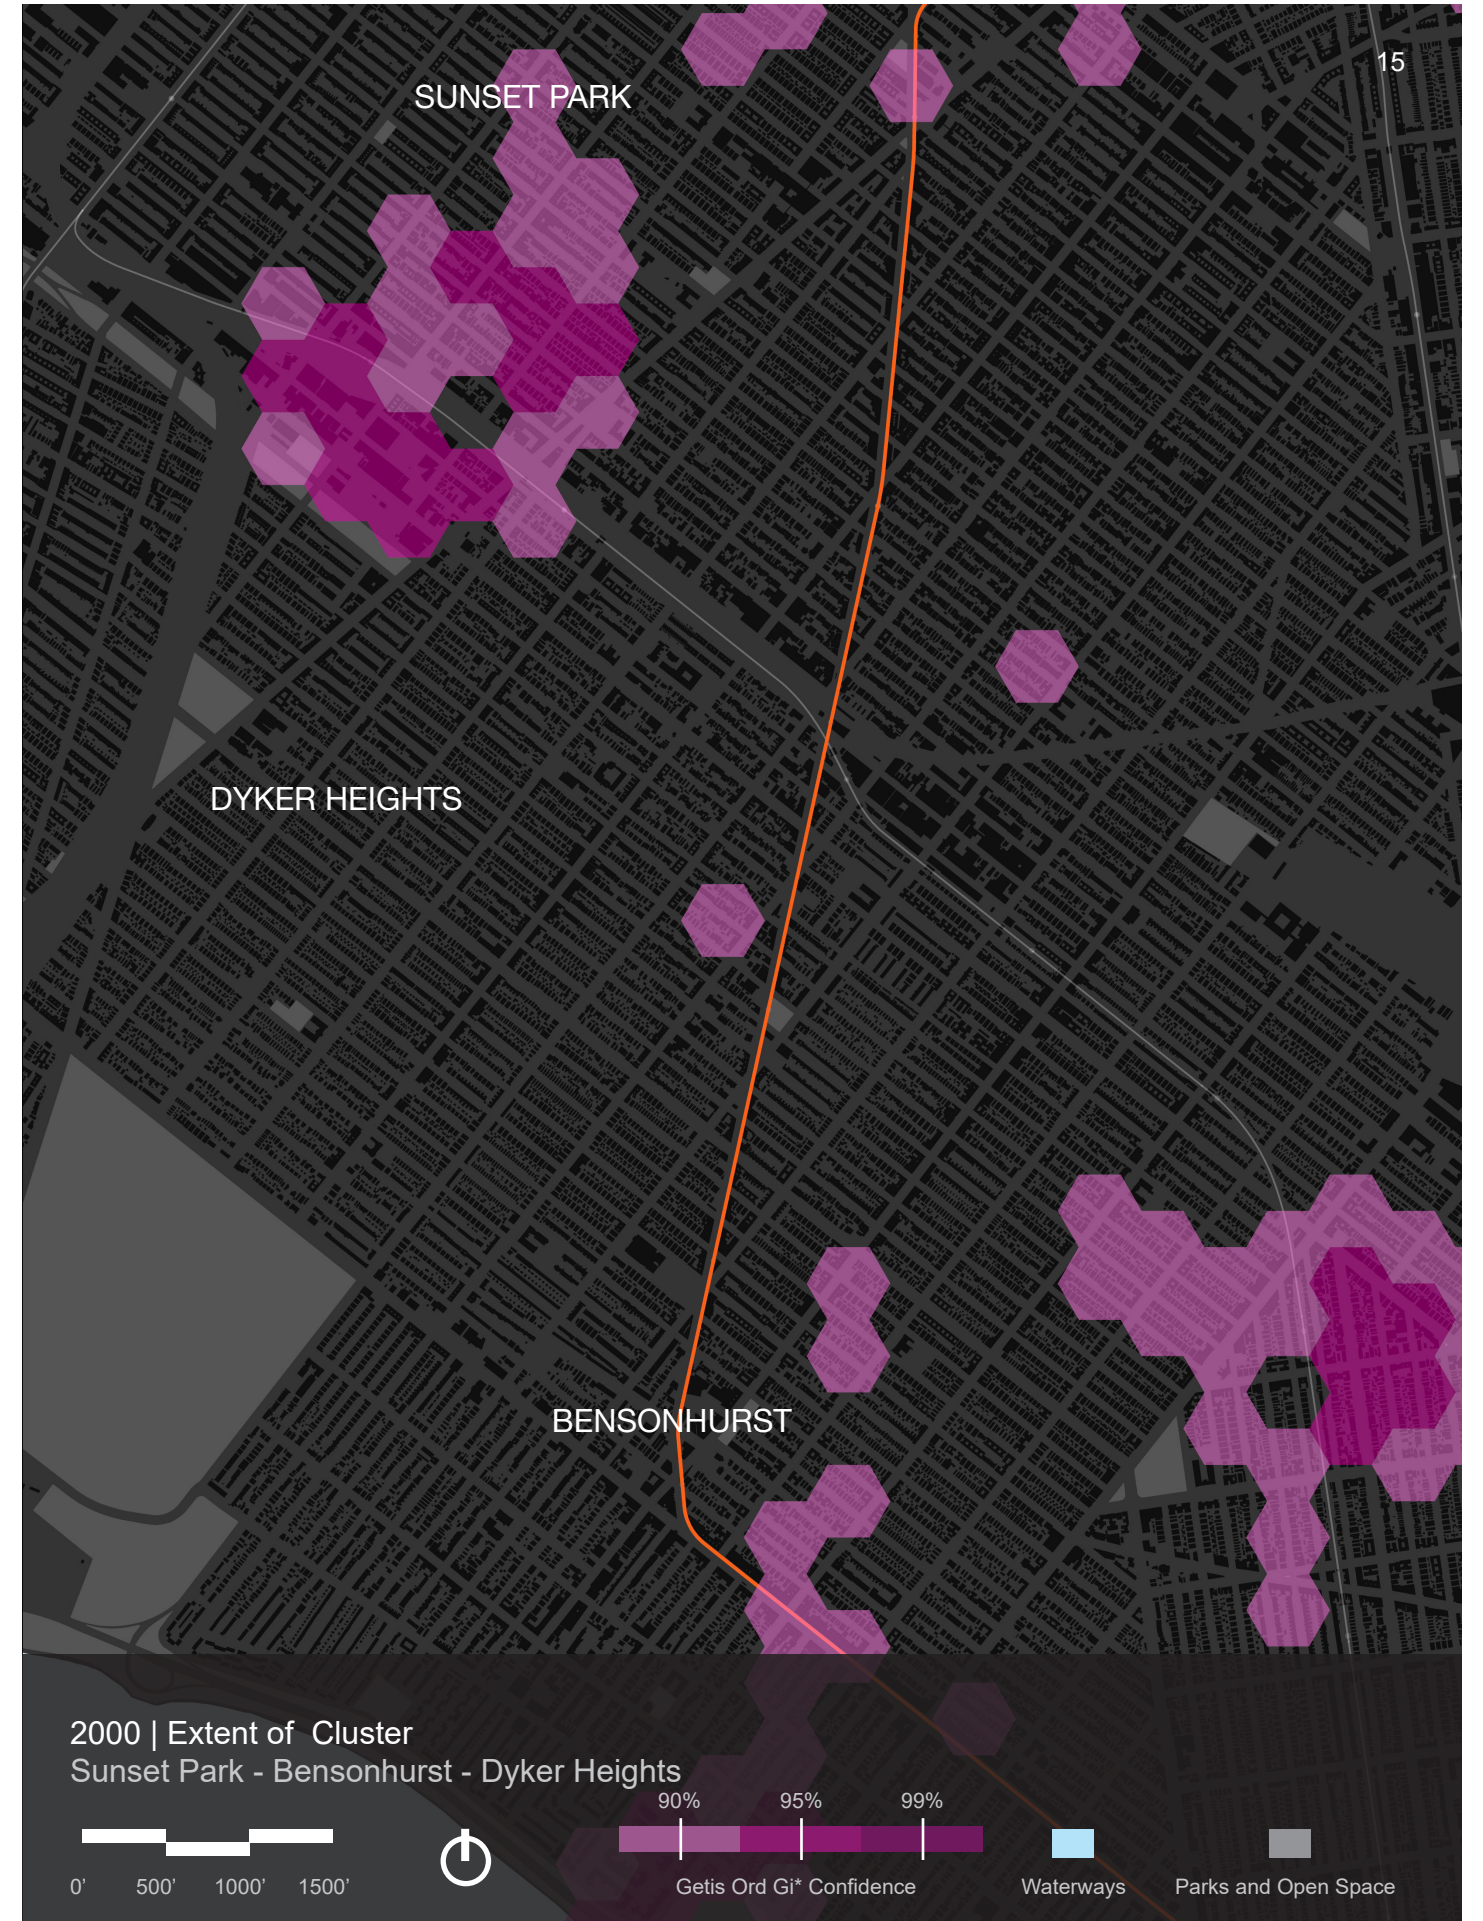 15
SUNSET PARK
DYKER HEIGHTS
BENSONHURST
2000 | Extent of  Cluster
Sunset Park - Bensonhurst - Dyker Heights
90% 95% 99%
0' 500' 1000' 1500'
Getis Ord Gi* Confidence
Waterways
Parks and Open Space